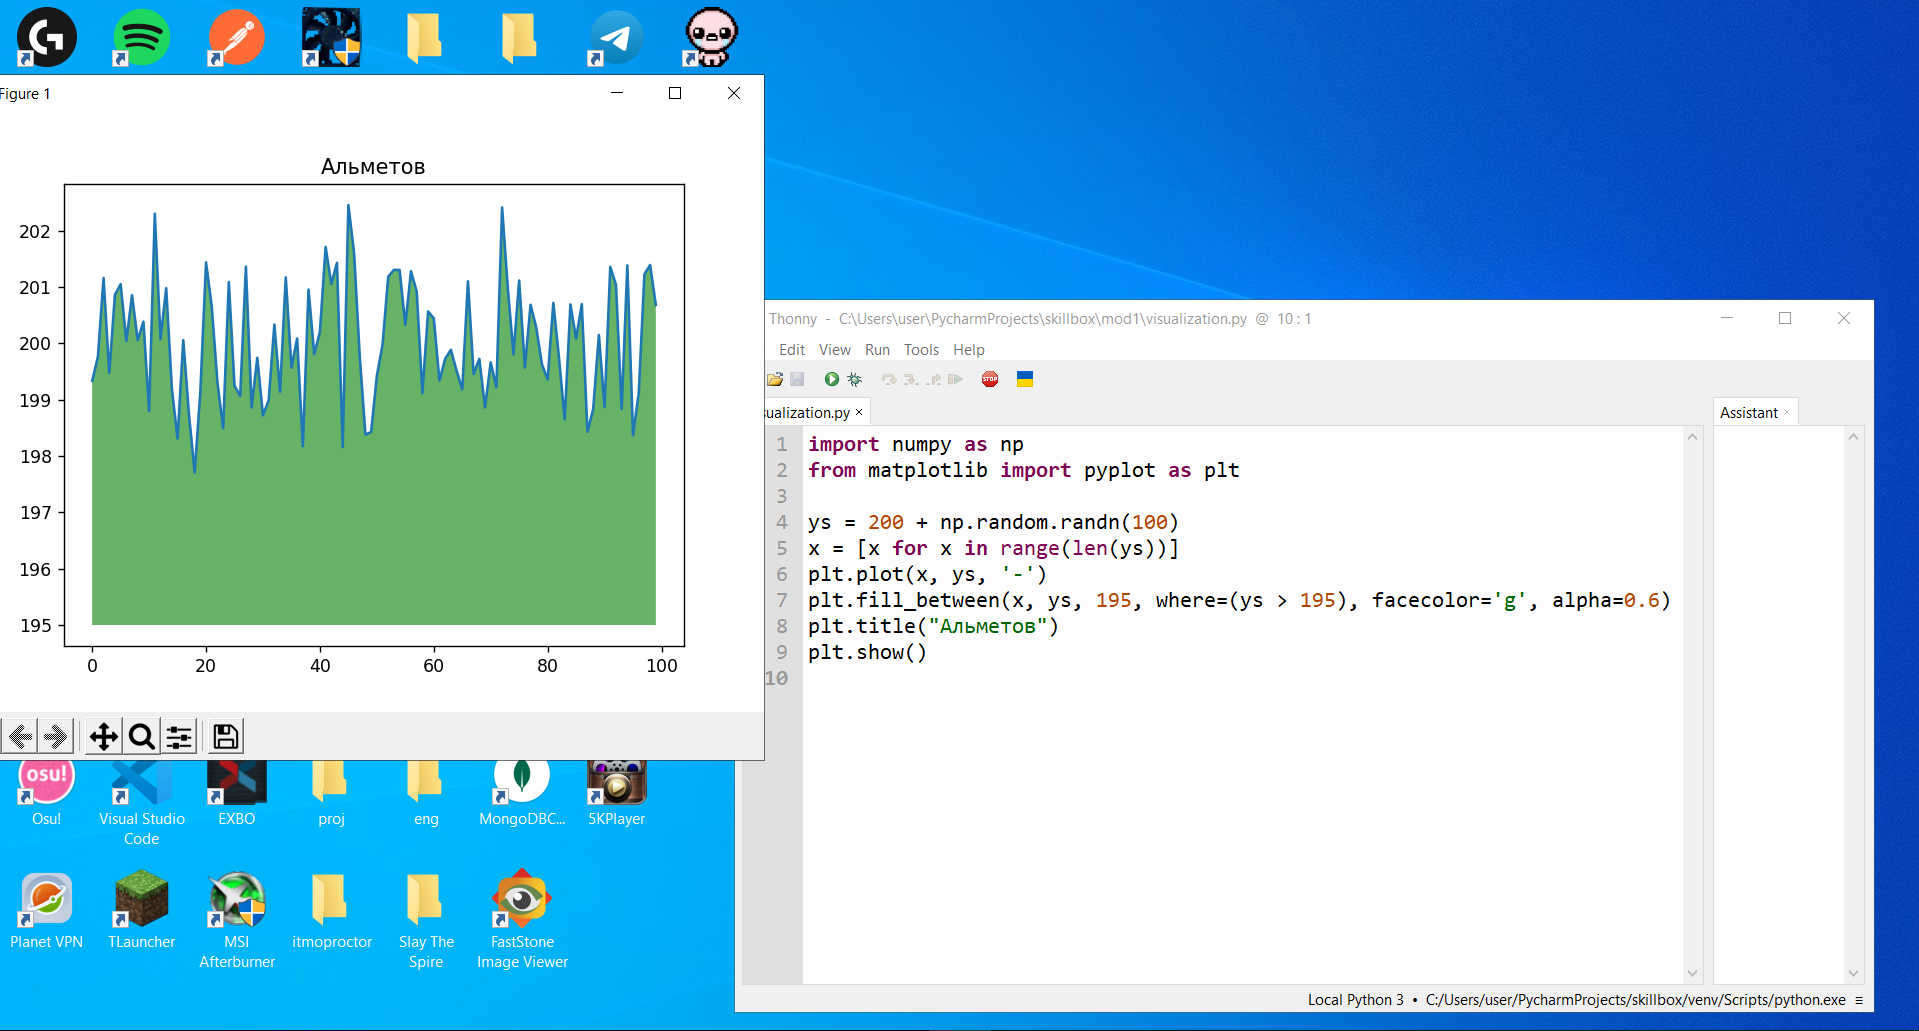 Figure 1
Альметов
202
201
200
199
198
197
196
195
0 20 40 60 80 100
Thonny - C:\Users\user\PycharmProjects\skillbox\mod1\visualization.py @ 10 : 1
Edit View Run Tools Help
STOP
sualization.py ×
Assistant ×
1 import numpy as np
2 from matplotlib import pyplot as plt
3
4 ys = 200 + np.random.randn(100)
5 x = [x for x in range(len(ys))]
6 plt.plot(x, ys, '-')
7 plt.fill_between(x, ys, 195, where=(ys > 195), facecolor='g', alpha=0.6)
8 plt.title("Альметов")
9 plt.show()
10
Local Python 3 • C:/Users/user/PycharmProjects/skillbox/venv/Scripts/python.exe ≡
osu!
Osu!
Visual Studio
Code
EXBO
proj
eng
MongoDBC...
5KPlayer
Planet VPN
TLauncher
MSI
Afterburner
itmoproctor
Slay The
Spire
FastStone
Image Viewer